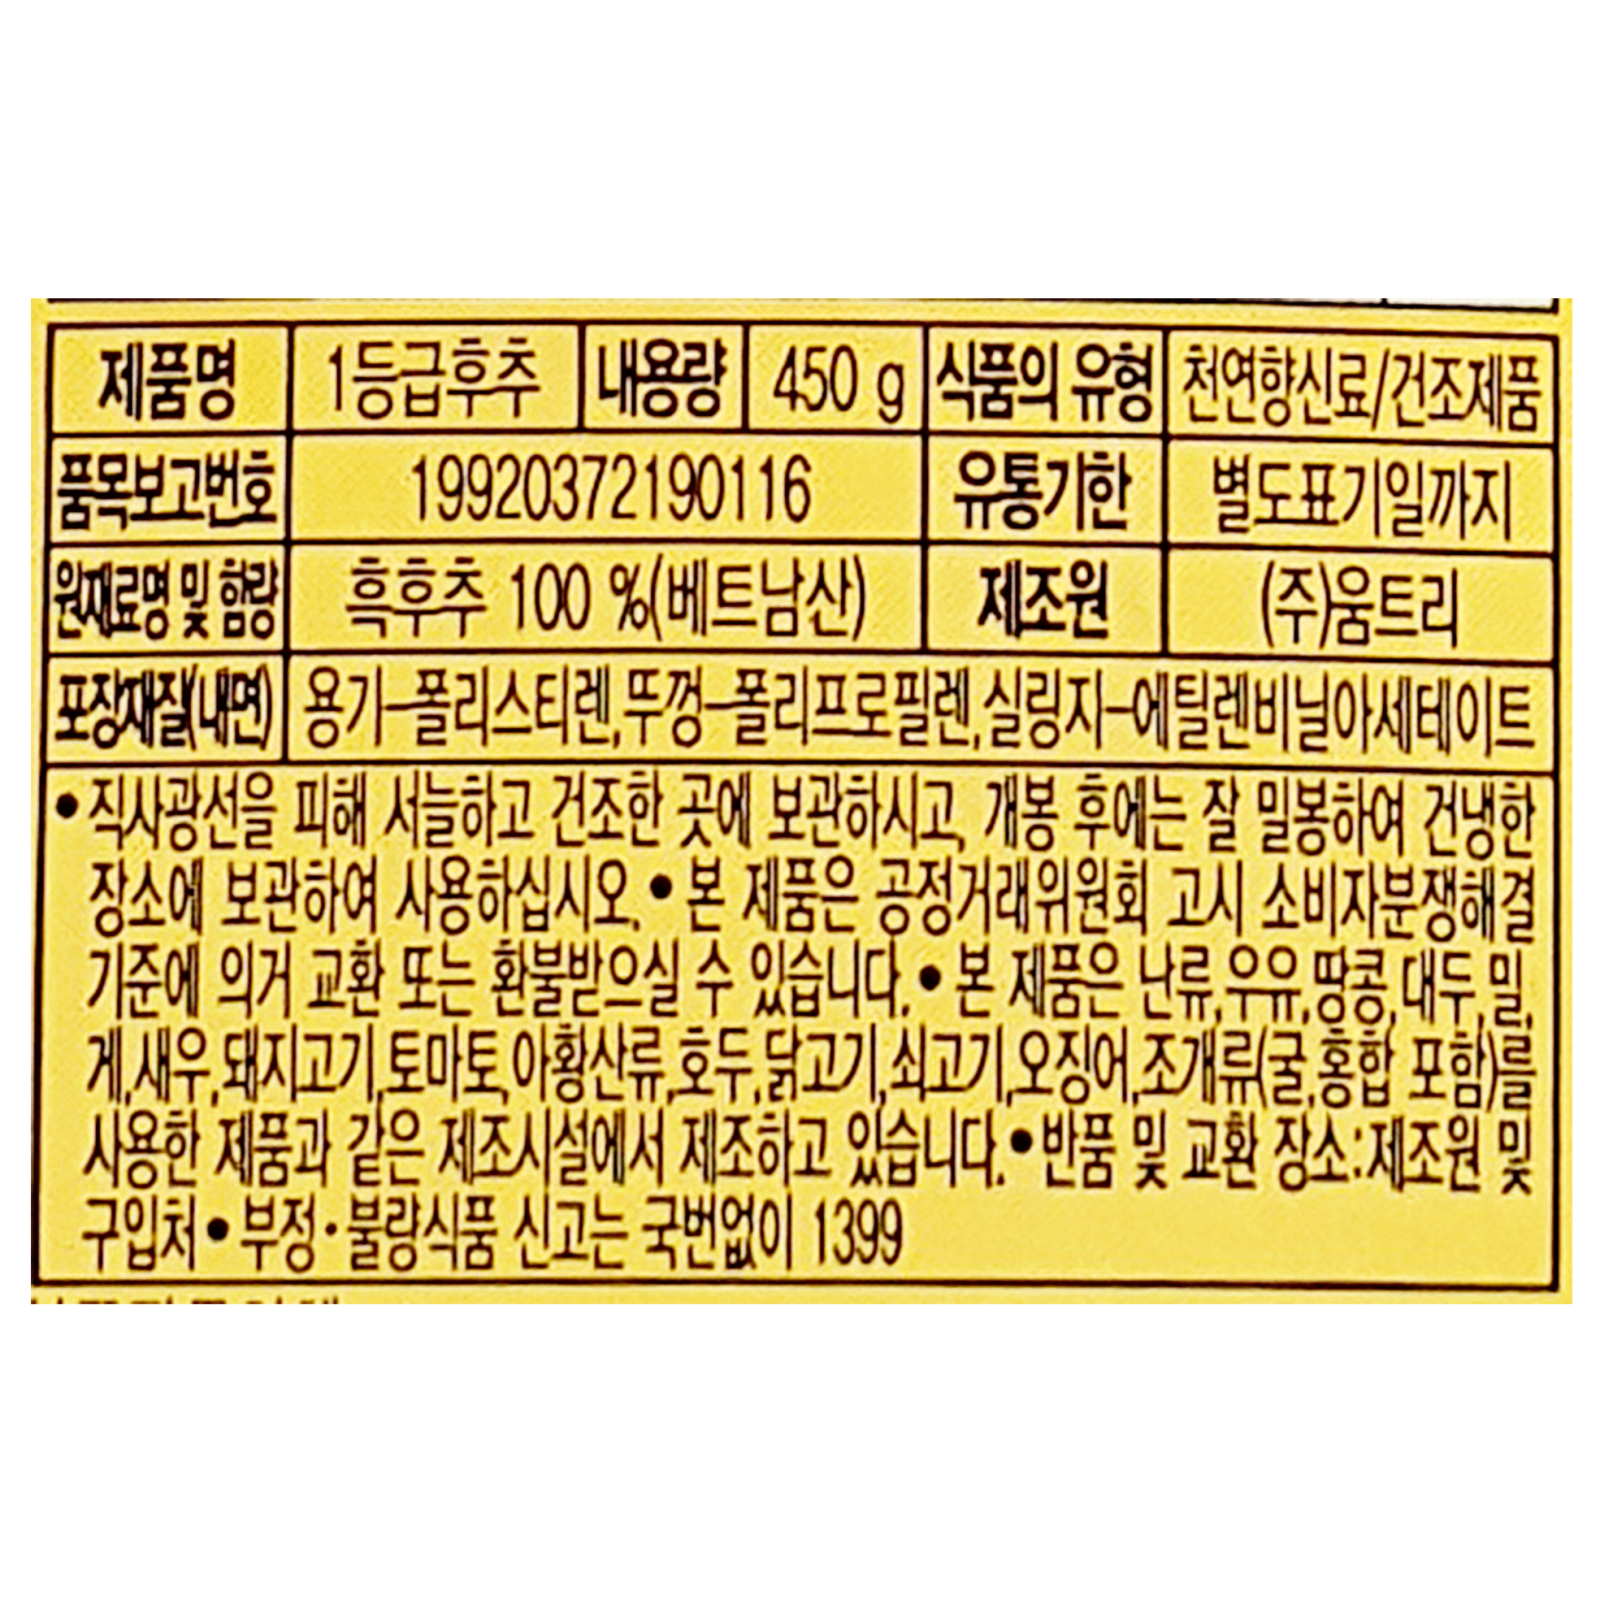 제품명 1등급후추 내용량 450 g 식품의 유형 천연향신료/건조제품
품목보고번호 19920372190116 유통기한 별도표기일까지
원재료명 및 함량 흑후추 100 %(베트남산) 제조원 (주)움트리
포장재질(내면) 용기-폴리스티렌,뚜껑-폴리프로필렌,실링지-에틸렌비닐아세테이트
•직사광선을 피해 서늘하고 건조한 곳에 보관하시고, 개봉 후에는 잘 밀봉하여 건냉한
장소에 보관하여 사용하십시오.•본 제품은 공정거래위원회 고시 소비자분쟁해결
기준에 의거 교환 또는 환불받으실 수 있습니다.•본 제품은 난류,우유,땅콩,대두,밀,
게,새우,돼지고기,토마토,아황산류,호두,닭고기,쇠고기,오징어,조개류(굴,홍합 포함)를
사용한 제품과 같은 제조시설에서 제조하고 있습니다.•반품 및 교환 장소:제조원 및
구입처•부정·불량식품 신고는 국번없이 1399